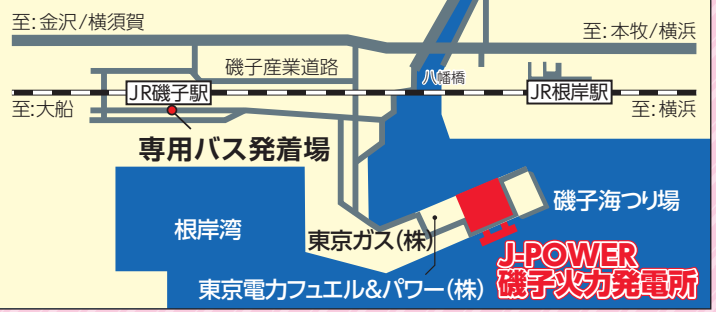 至:金沢/横須賀
至:本牧/横浜
磯子産業道路
八幡橋
JR磯子駅
JR根岸駅
至:大船
至:横浜
専用バス発着場
磯子海つり場
根岸湾
東京ガス(株)
J-POWER
磯子火力発電所
東京電力フュエル&パワー(株)